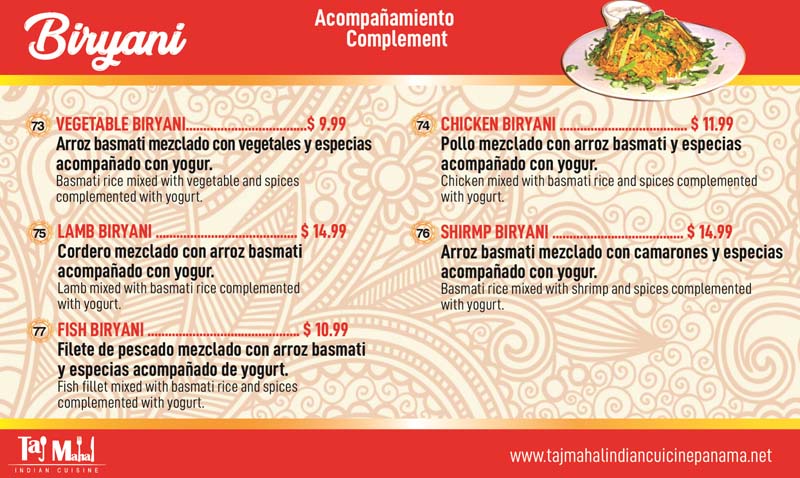 Biryani
Acompañamiento
Complement
73 VEGETABLE BIRYANI................................$ 9.99
Arroz basmati mezclado con vegetales y especias
acompañado con yogur.
Basmati rice mixed with vegetable and spices
complemented with yogurt.
74 CHICKEN BIRYANI .................................. $ 11.99
Pollo mezclado con arroz basmati y especias
acompañado con yogur.
Chicken mixed with basmati rice and spices complemented
with yogurt.
75 LAMB BIRYANI ..................................... $ 14.99
Cordero mezclado con arroz basmati
acompañado con yogur.
Lamb mixed with basmati rice complemented
with yogurt.
76 SHIRMP BIRYANI ................................... $ 14.99
Arroz basmati mezclado con camarones y especias
acompañado con yogur.
Basmati rice mixed with shrimp and spices complemented
with yogurt.
77 FISH BIRYANI ........................................ $ 10.99
Filete de pescado mezclado con arroz basmati
y especias acompañado de yogurt.
Fish fillet mixed with basmati rice and spices
complemented with yogurt.
Taj Mahal
INDIAN CUISINE
www.tajmahalindiancuicinepanama.net